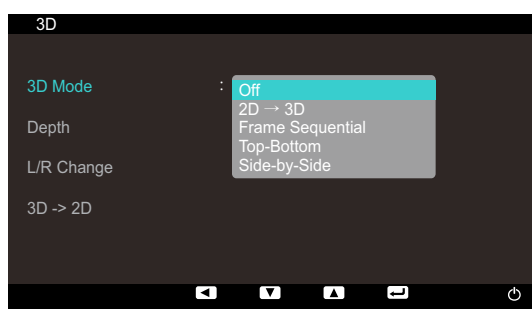 3D
3D Mode : Off
2D → 3D
Frame Sequential
Depth
Top-Bottom
Side-by-Side
L/R Change
3D -> 2D